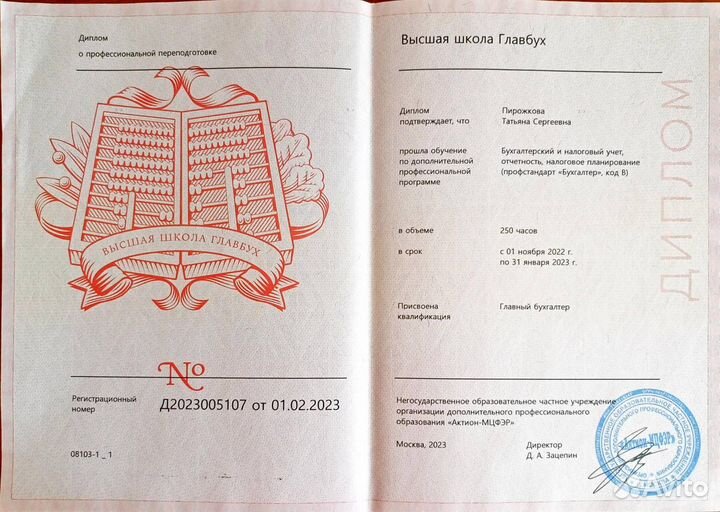 Диплом
о профессиональной переподготовке
ВЫСШАЯ ШКОЛА ГЛАВБУХ
№
Регистрационный
номер
Д2023005107 от 01.02.2023
08103-1 _ 1
Высшая школа Главбух
Диплом
подтверждает, что
Пирожкова
Татьяна Сергеевна
прошла обучение
по дополнительной
профессиональной
программе
Бухгалтерский и налоговый учет,
отчетность, налоговое планирование
(профстандарт «Бухгалтер», код В)
в объеме
250 часов
в срок
с 01 ноября 2022 г.
по 31 января 2023 г.
Присвоена
квалификация
Главный бухгалтер
ДИПЛОМ
Негосударственное образовательное частное учреждение
организации дополнительного профессионального
образования «Актион-МЦФЭР»
Москва, 2023
Директор
Д. А. Зацепин
«Актион-МЦФЭР»
Avito